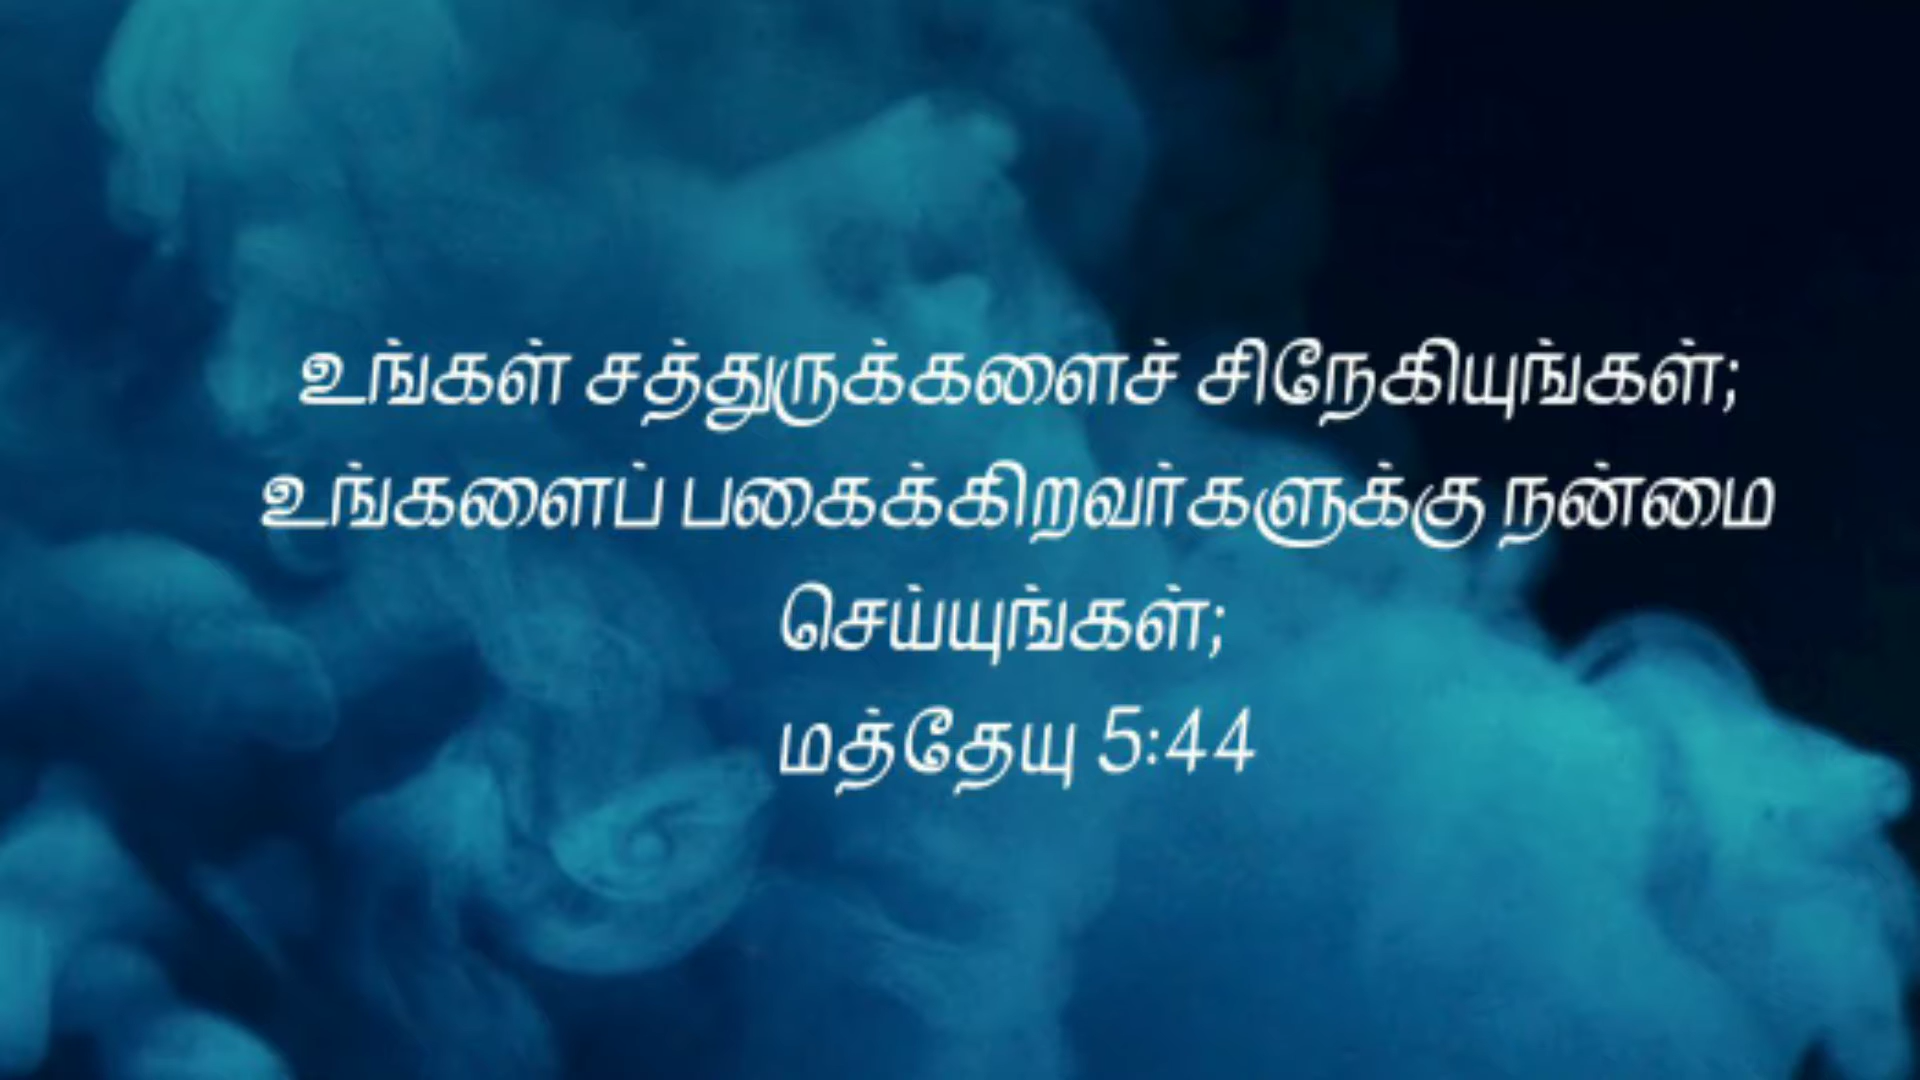 உங்கள் சத்துருக்களைச் சிநேகியுங்கள்;
உங்களைப் பகைக்கிறவர்களுக்கு நன்மை
செய்யுங்கள்;
மத்தேயு 5:44